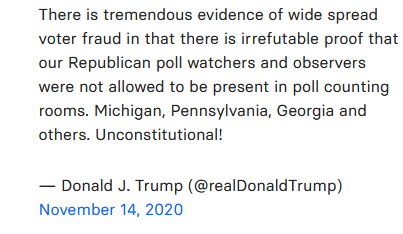 There is tremendous evidence of wide spread
voter fraud in that there is irrefutable proof that
our Republican poll watchers and observers
were not allowed to be present in poll counting
rooms. Michigan, Pennsylvania, Georgia and
others. Unconstitutional!
— Donald J. Trump (@realDonaldTrump)
November 14, 2020